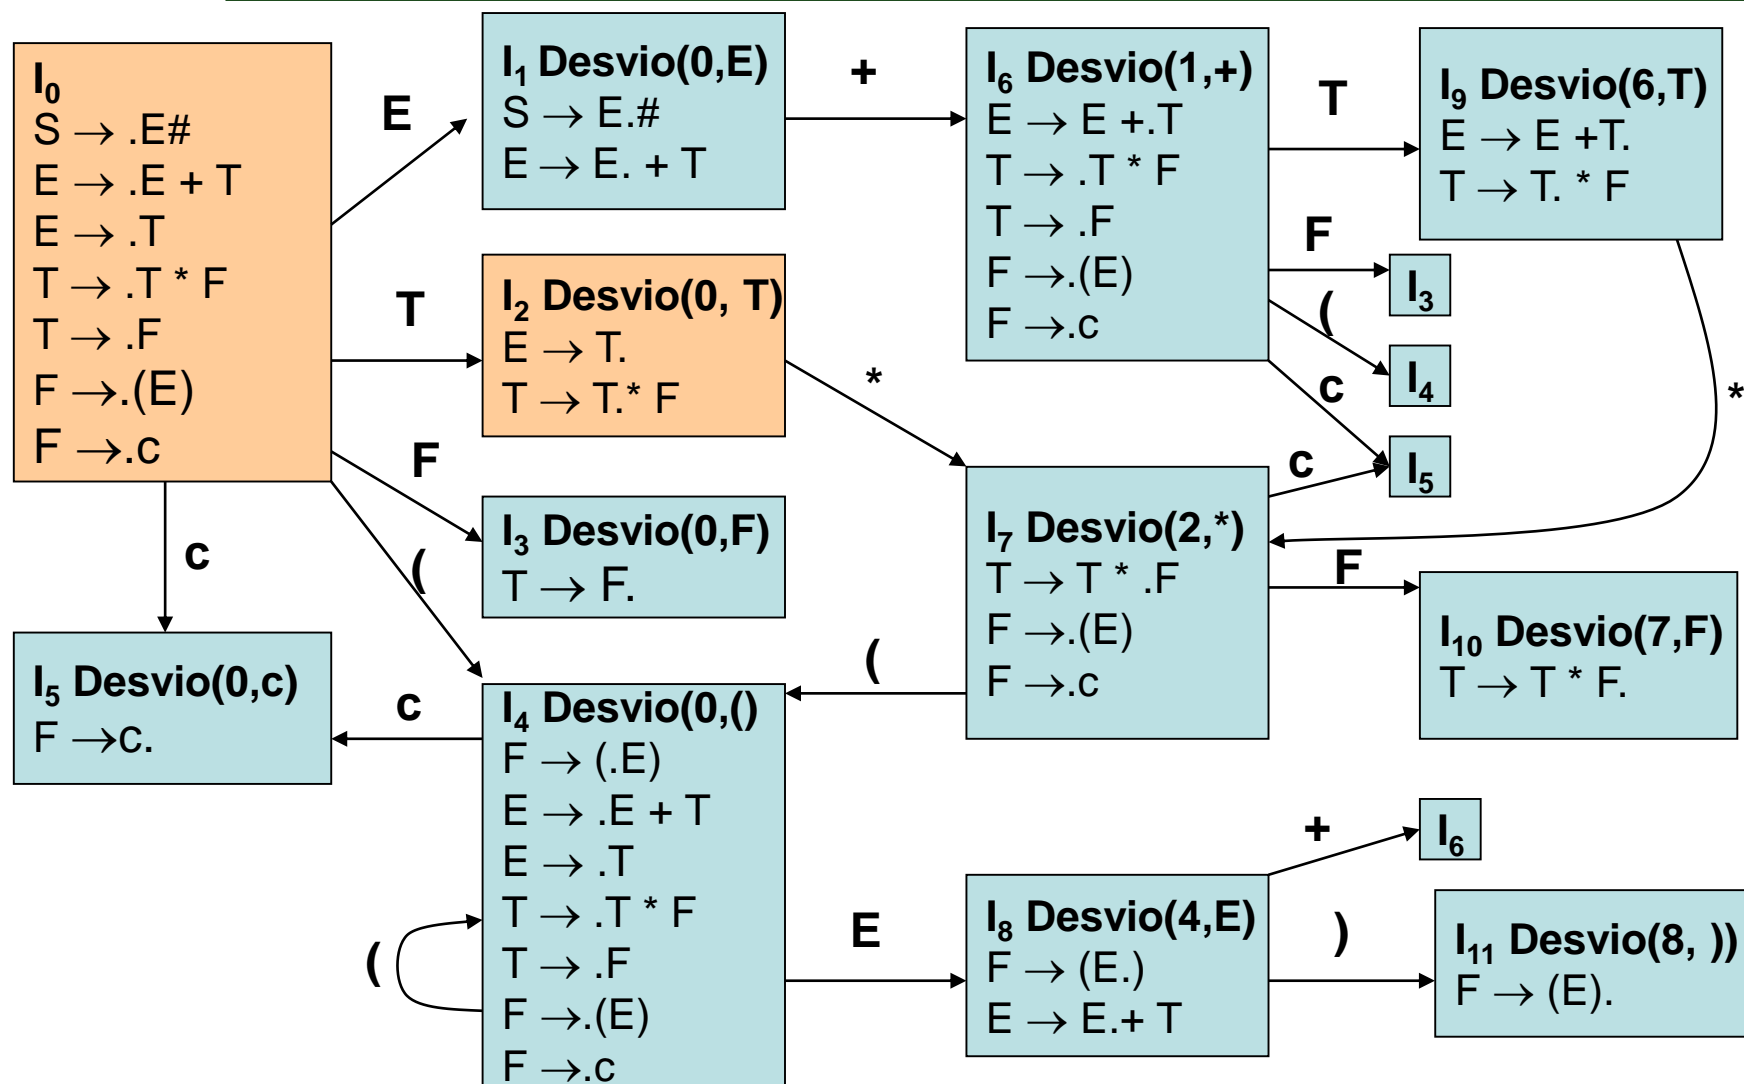 I0
S → .E#
E → .E + T
E → .T
T → .T * F
T → .F
F →.(E)
F →.c
E
T
F
(
c
I1 Desvio(0,E)
S → E.#
E → E. + T
+
I2 Desvio(0, T)
E → T.
T → T.* F
*
I3 Desvio(0,F)
T → F.
I5 Desvio(0,c)
F →c.
c
I4 Desvio(0,()
F → (.E)
E → .E + T
E → .T
T → .T * F
T → .F
F →.(E)
F →.c
(
E
I6 Desvio(1,+)
E → E +.T
T → .T * F
T → .F
F →.(E)
F →.c
T
F
I3
(
I4
c
I5
c
I7 Desvio(2,*)
T → T * .F
F →.(E)
F →.c
(
F
I9 Desvio(6,T)
E → E +T.
T → T. * F
*
I10 Desvio(7,F)
T → T * F.
I8 Desvio(4,E)
F → (E.)
E → E.+ T
+
I6
)
I11 Desvio(8, ))
F → (E).